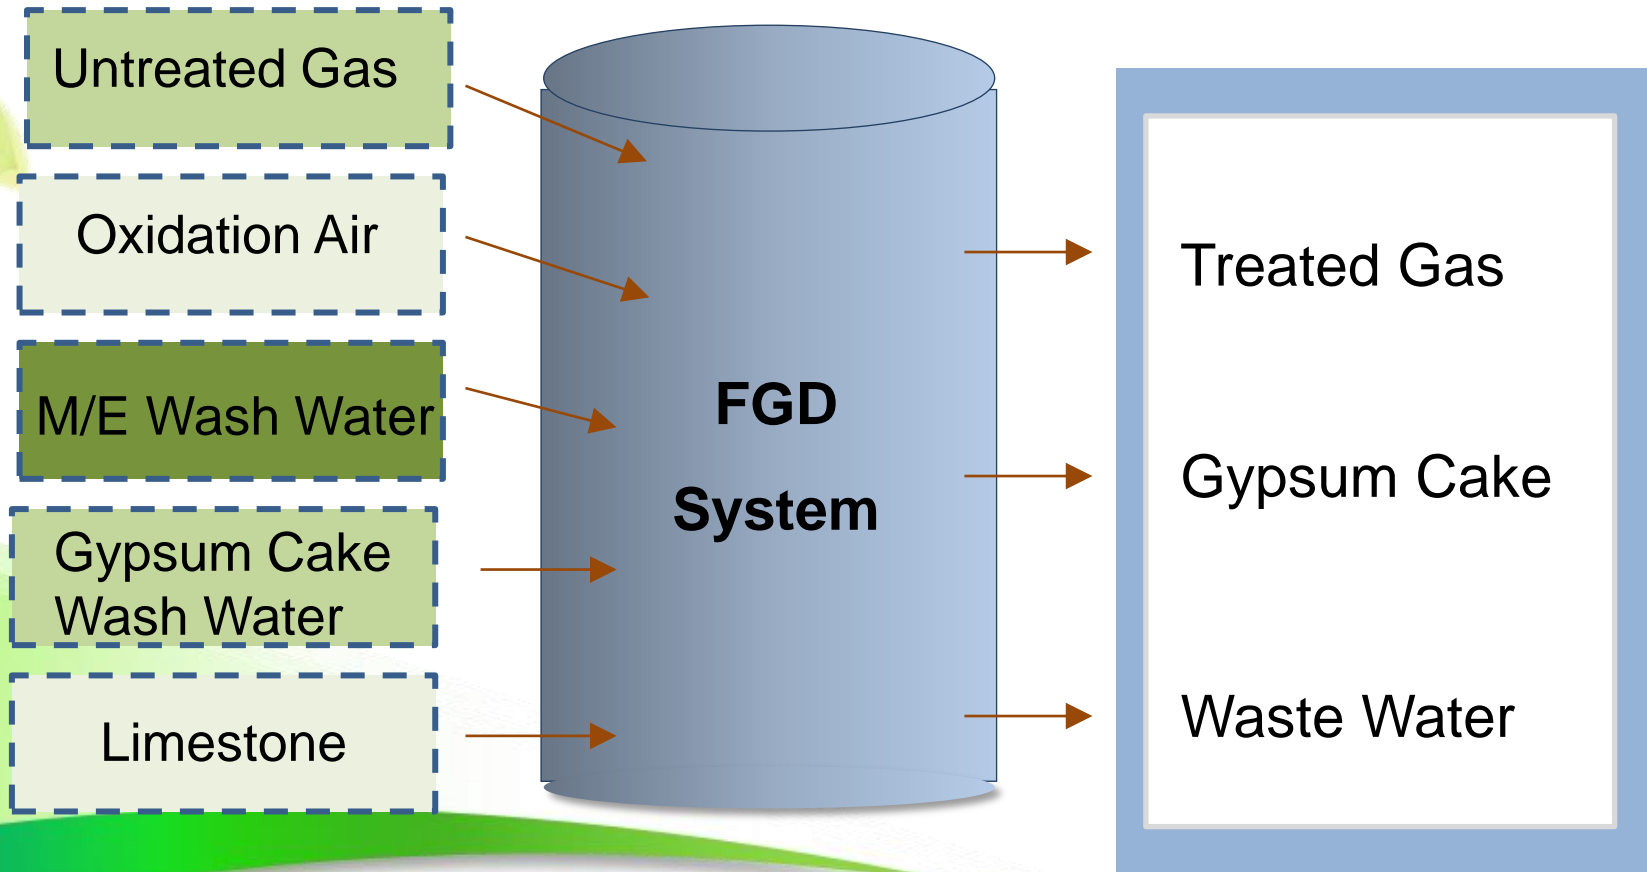 Untreated Gas
Oxidation Air
M/E Wash Water
Gypsum Cake
Wash Water
Limestone
FGD
System
Treated Gas
Gypsum Cake
Waste Water